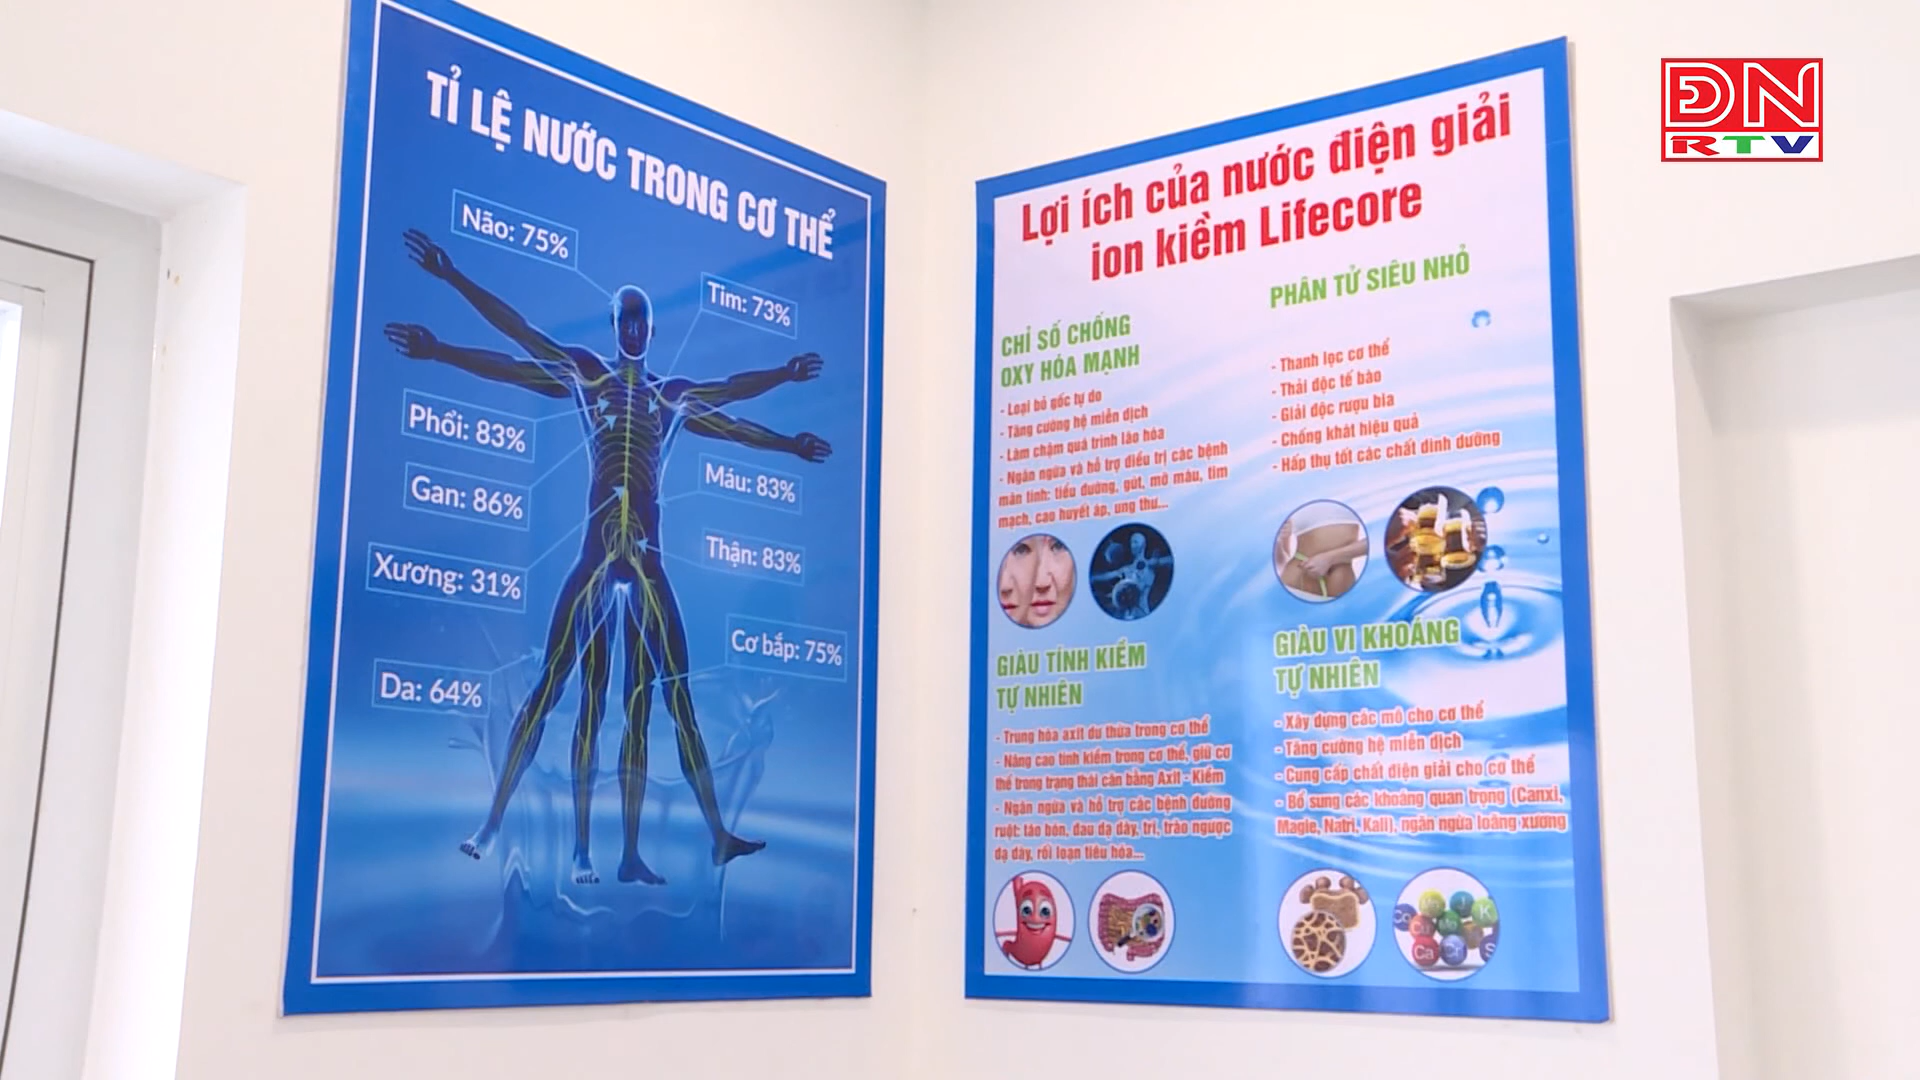 TỈ LỆ NƯỚC TRONG CƠ THỂ
Não: 75%
Tim: 73%
Phổi: 83%
Gan: 86%
Máu: 83%
Xương: 31%
Thận: 83%
Cơ bắp: 75%
Da: 64%
Lợi ích của nước điện giải
ion kiềm Lifecore
CHỈ SỐ CHỐNG
OXY HÓA MẠNH
- Loại bỏ gốc tự do
- Tăng cường hệ miễn dịch
- Làm chậm quá trình lão hóa
- Ngăn ngừa và hỗ trợ điều trị các bệnh
mãn tính: tiểu đường, gút, mỡ máu, tim
mạch, cao huyết áp, ung thư...
PHÂN TỬ SIÊU NHỎ
- Thanh lọc cơ thể
- Thải độc tế bào
- Giải độc rượu bia
- Chống khát hiệu quả
- Hấp thụ tốt các chất dinh dưỡng
GIÀU TÍNH KIỀM
TỰ NHIÊN
- Trung hòa axit dư thừa trong cơ thể
- Nâng cao tính kiềm trong cơ thể, giữ cơ
thể trong trạng thái cân bằng Axit - Kiềm
- Ngăn ngừa và hỗ trợ các bệnh đường
ruột: táo bón, đau dạ dày, trĩ, trào ngược
dạ dày, rối loạn tiêu hóa...
GIÀU VI KHOÁNG
TỰ NHIÊN
- Xây dựng các mô cho cơ thể
- Tăng cường hệ miễn dịch
- Cung cấp chất điện giải cho cơ thể
- Bổ sung các khoáng quan trọng (Canxi,
Magie, Natri, Kali), ngăn ngừa loãng xương
ĐN
RTV